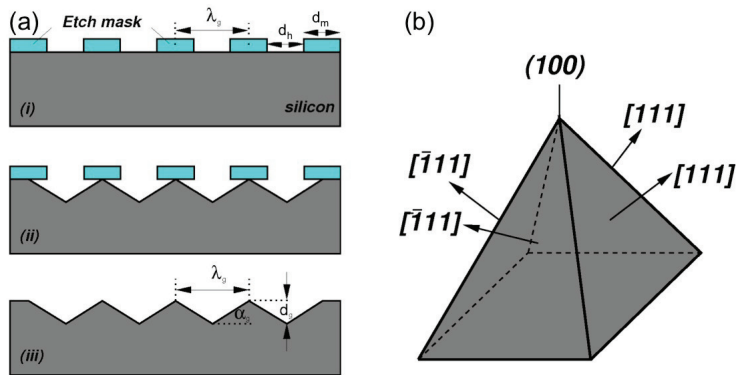 (a)
Etch mask
λg
dm
dh
(i)
silicon
(ii)
λg
αg
dg
(iii)
(b)
(100)
[111]
[1̄11]
[111]
[1̄11]